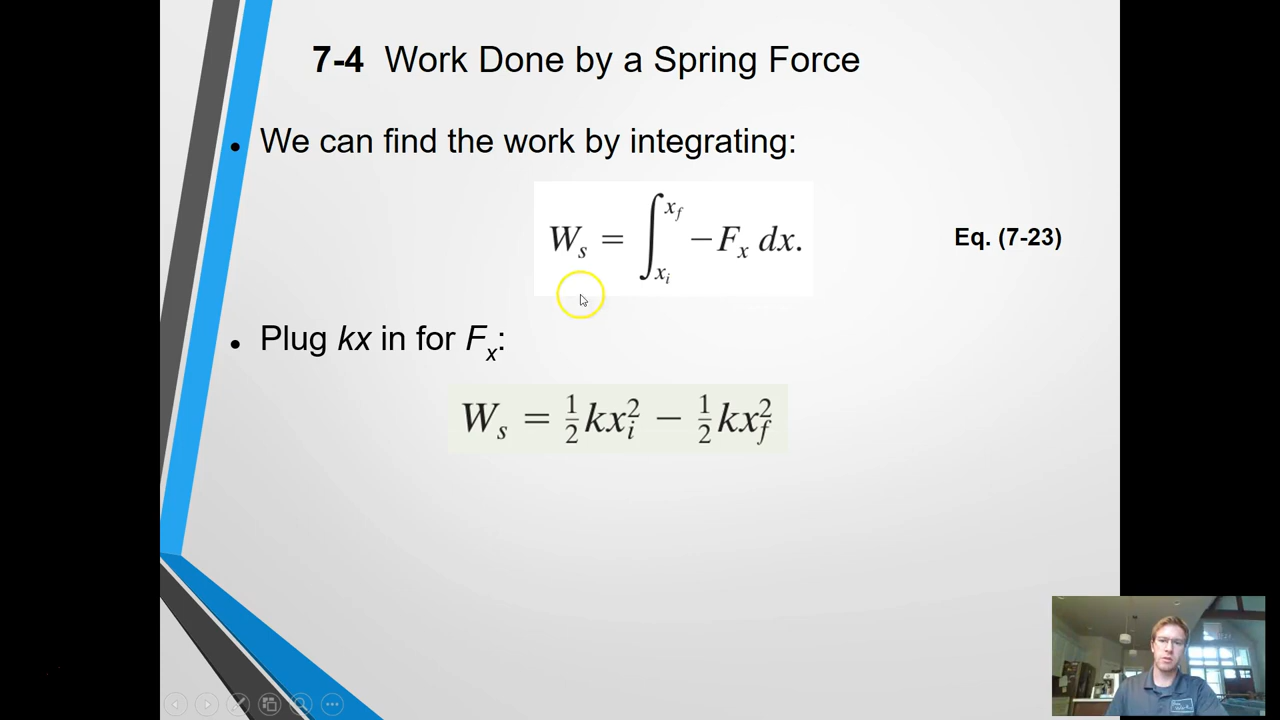 7-4 Work Done by a Spring Force
• We can find the work by integrating:
W_s = ∫_{x_i}^{x_f} −F_x dx.
Eq. (7-23)
• Plug kx in for F_x:
W_s = ½kx_i² − ½kx_f²